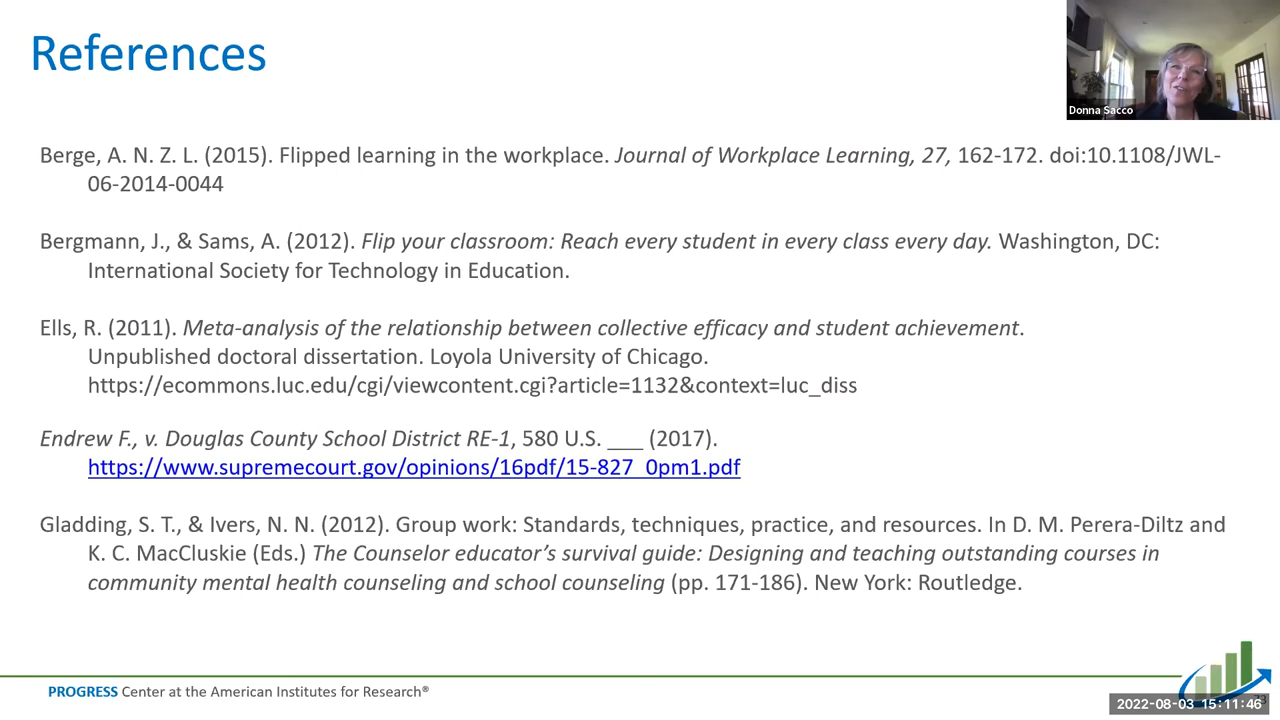 References
Donna Sacco
Berge, A. N. Z. L. (2015). Flipped learning in the workplace. Journal of Workplace Learning, 27, 162-172. doi:10.1108/JWL-
06-2014-0044
Bergmann, J., & Sams, A. (2012). Flip your classroom: Reach every student in every class every day. Washington, DC:
International Society for Technology in Education.
Ells, R. (2011). Meta-analysis of the relationship between collective efficacy and student achievement.
Unpublished doctoral dissertation. Loyola University of Chicago.
https://ecommons.luc.edu/cgi/viewcontent.cgi?article=1132&context=luc_diss
Endrew F., v. Douglas County School District RE-1, 580 U.S. ___ (2017).
https://www.supremecourt.gov/opinions/16pdf/15-827_0pm1.pdf
Gladding, S. T., & Ivers, N. N. (2012). Group work: Standards, techniques, practice, and resources. In D. M. Perera-Diltz and
K. C. MacCluskie (Eds.) The Counselor educator’s survival guide: Designing and teaching outstanding courses in
community mental health counseling and school counseling (pp. 171-186). New York: Routledge.
PROGRESS Center at the American Institutes for Research®
2022-08-03 15:11:46